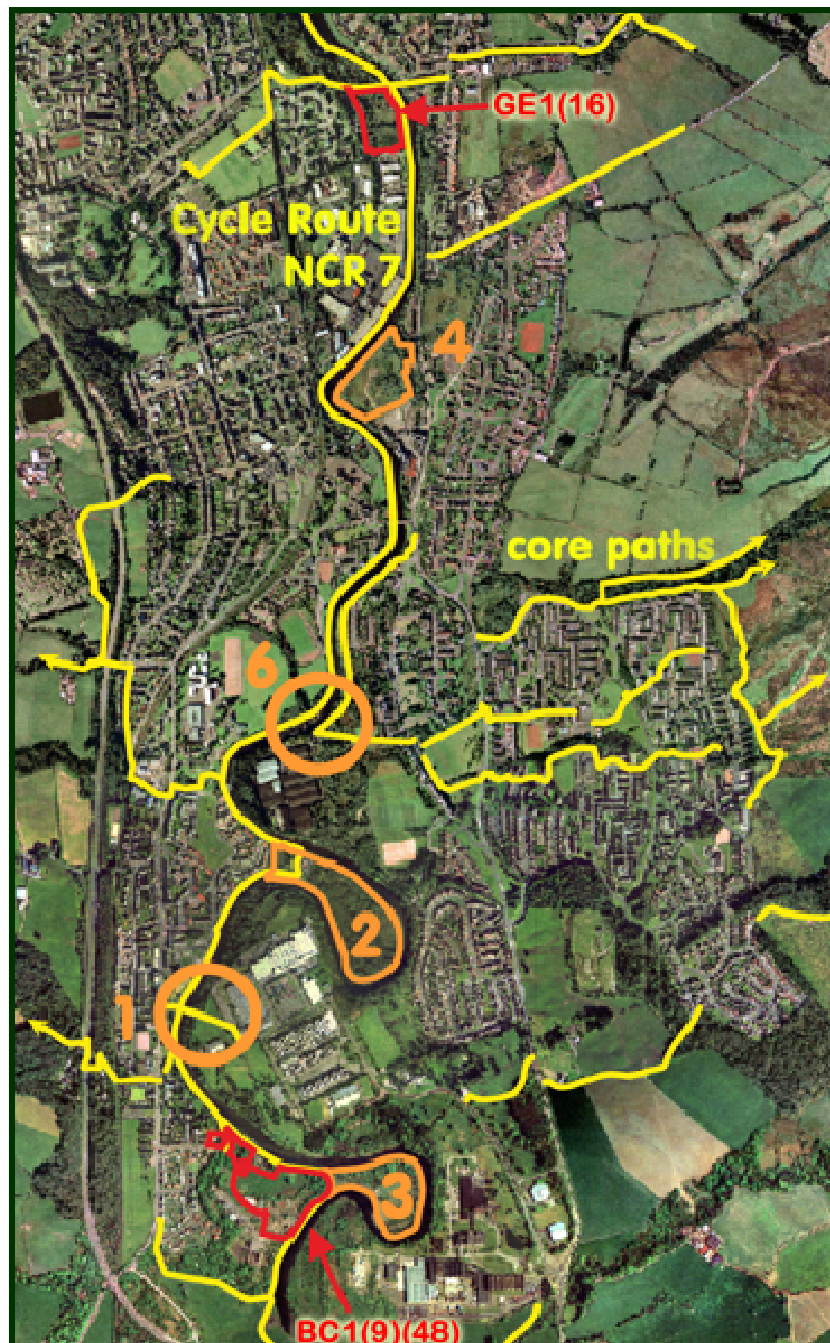 GE1(16)
Cycle Route
NCR 7
4
core paths
6
2
1
3
BC1(9)(48)